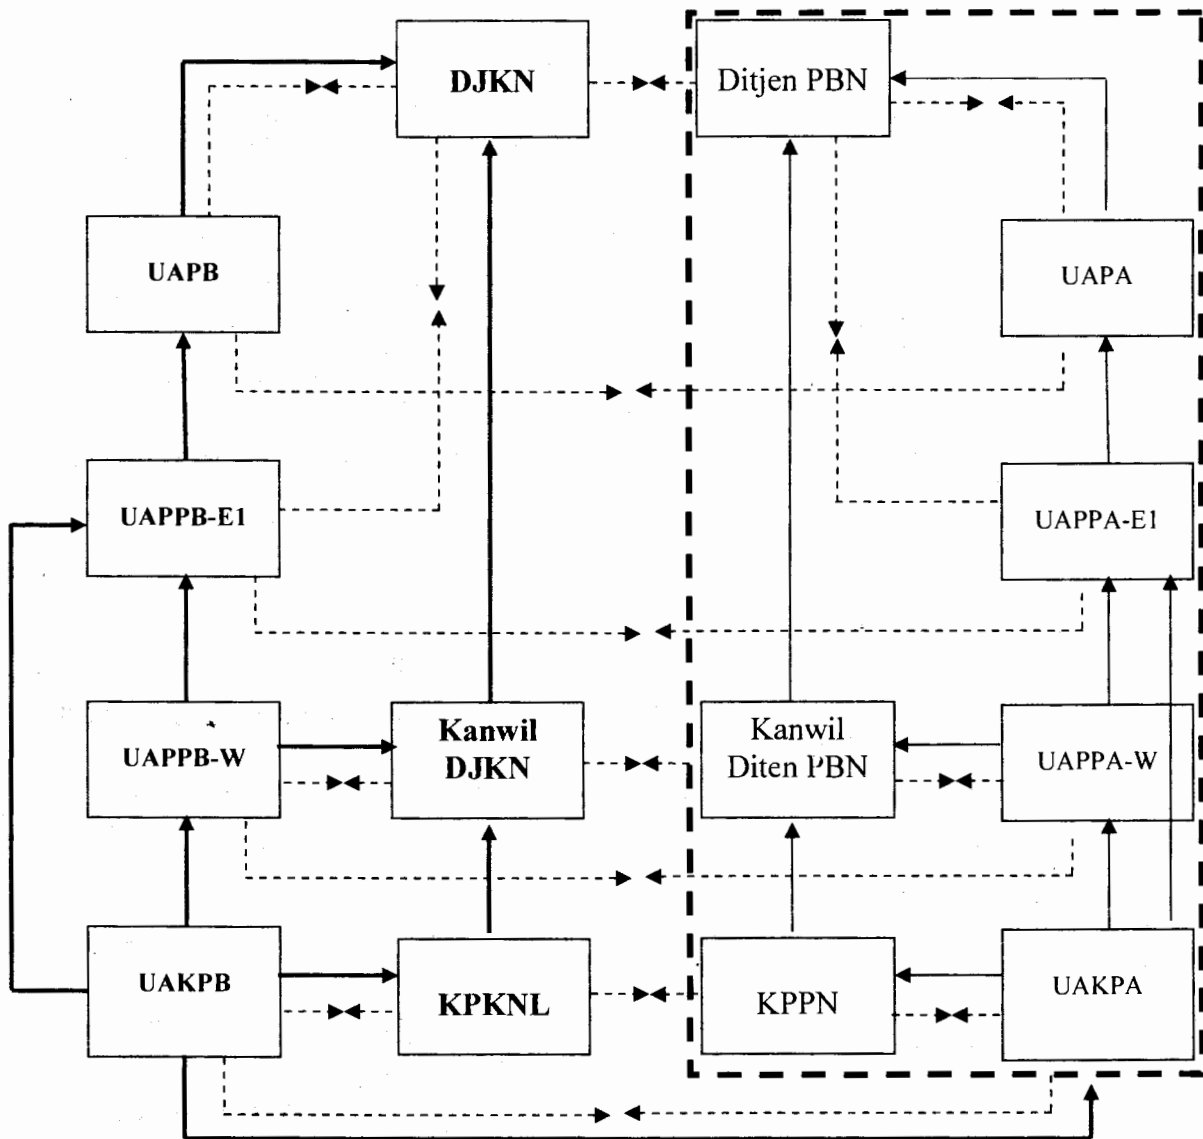 DJKN
Ditjen PBN
UAPB
UAPA
UAPPB-E1
UAPPA-E1
UAPPB-W
Kanwil
DJKN
Kanwil
Diten PBN
UAPPA-W
UAKPB
KPKNL
KPPN
UAKPA